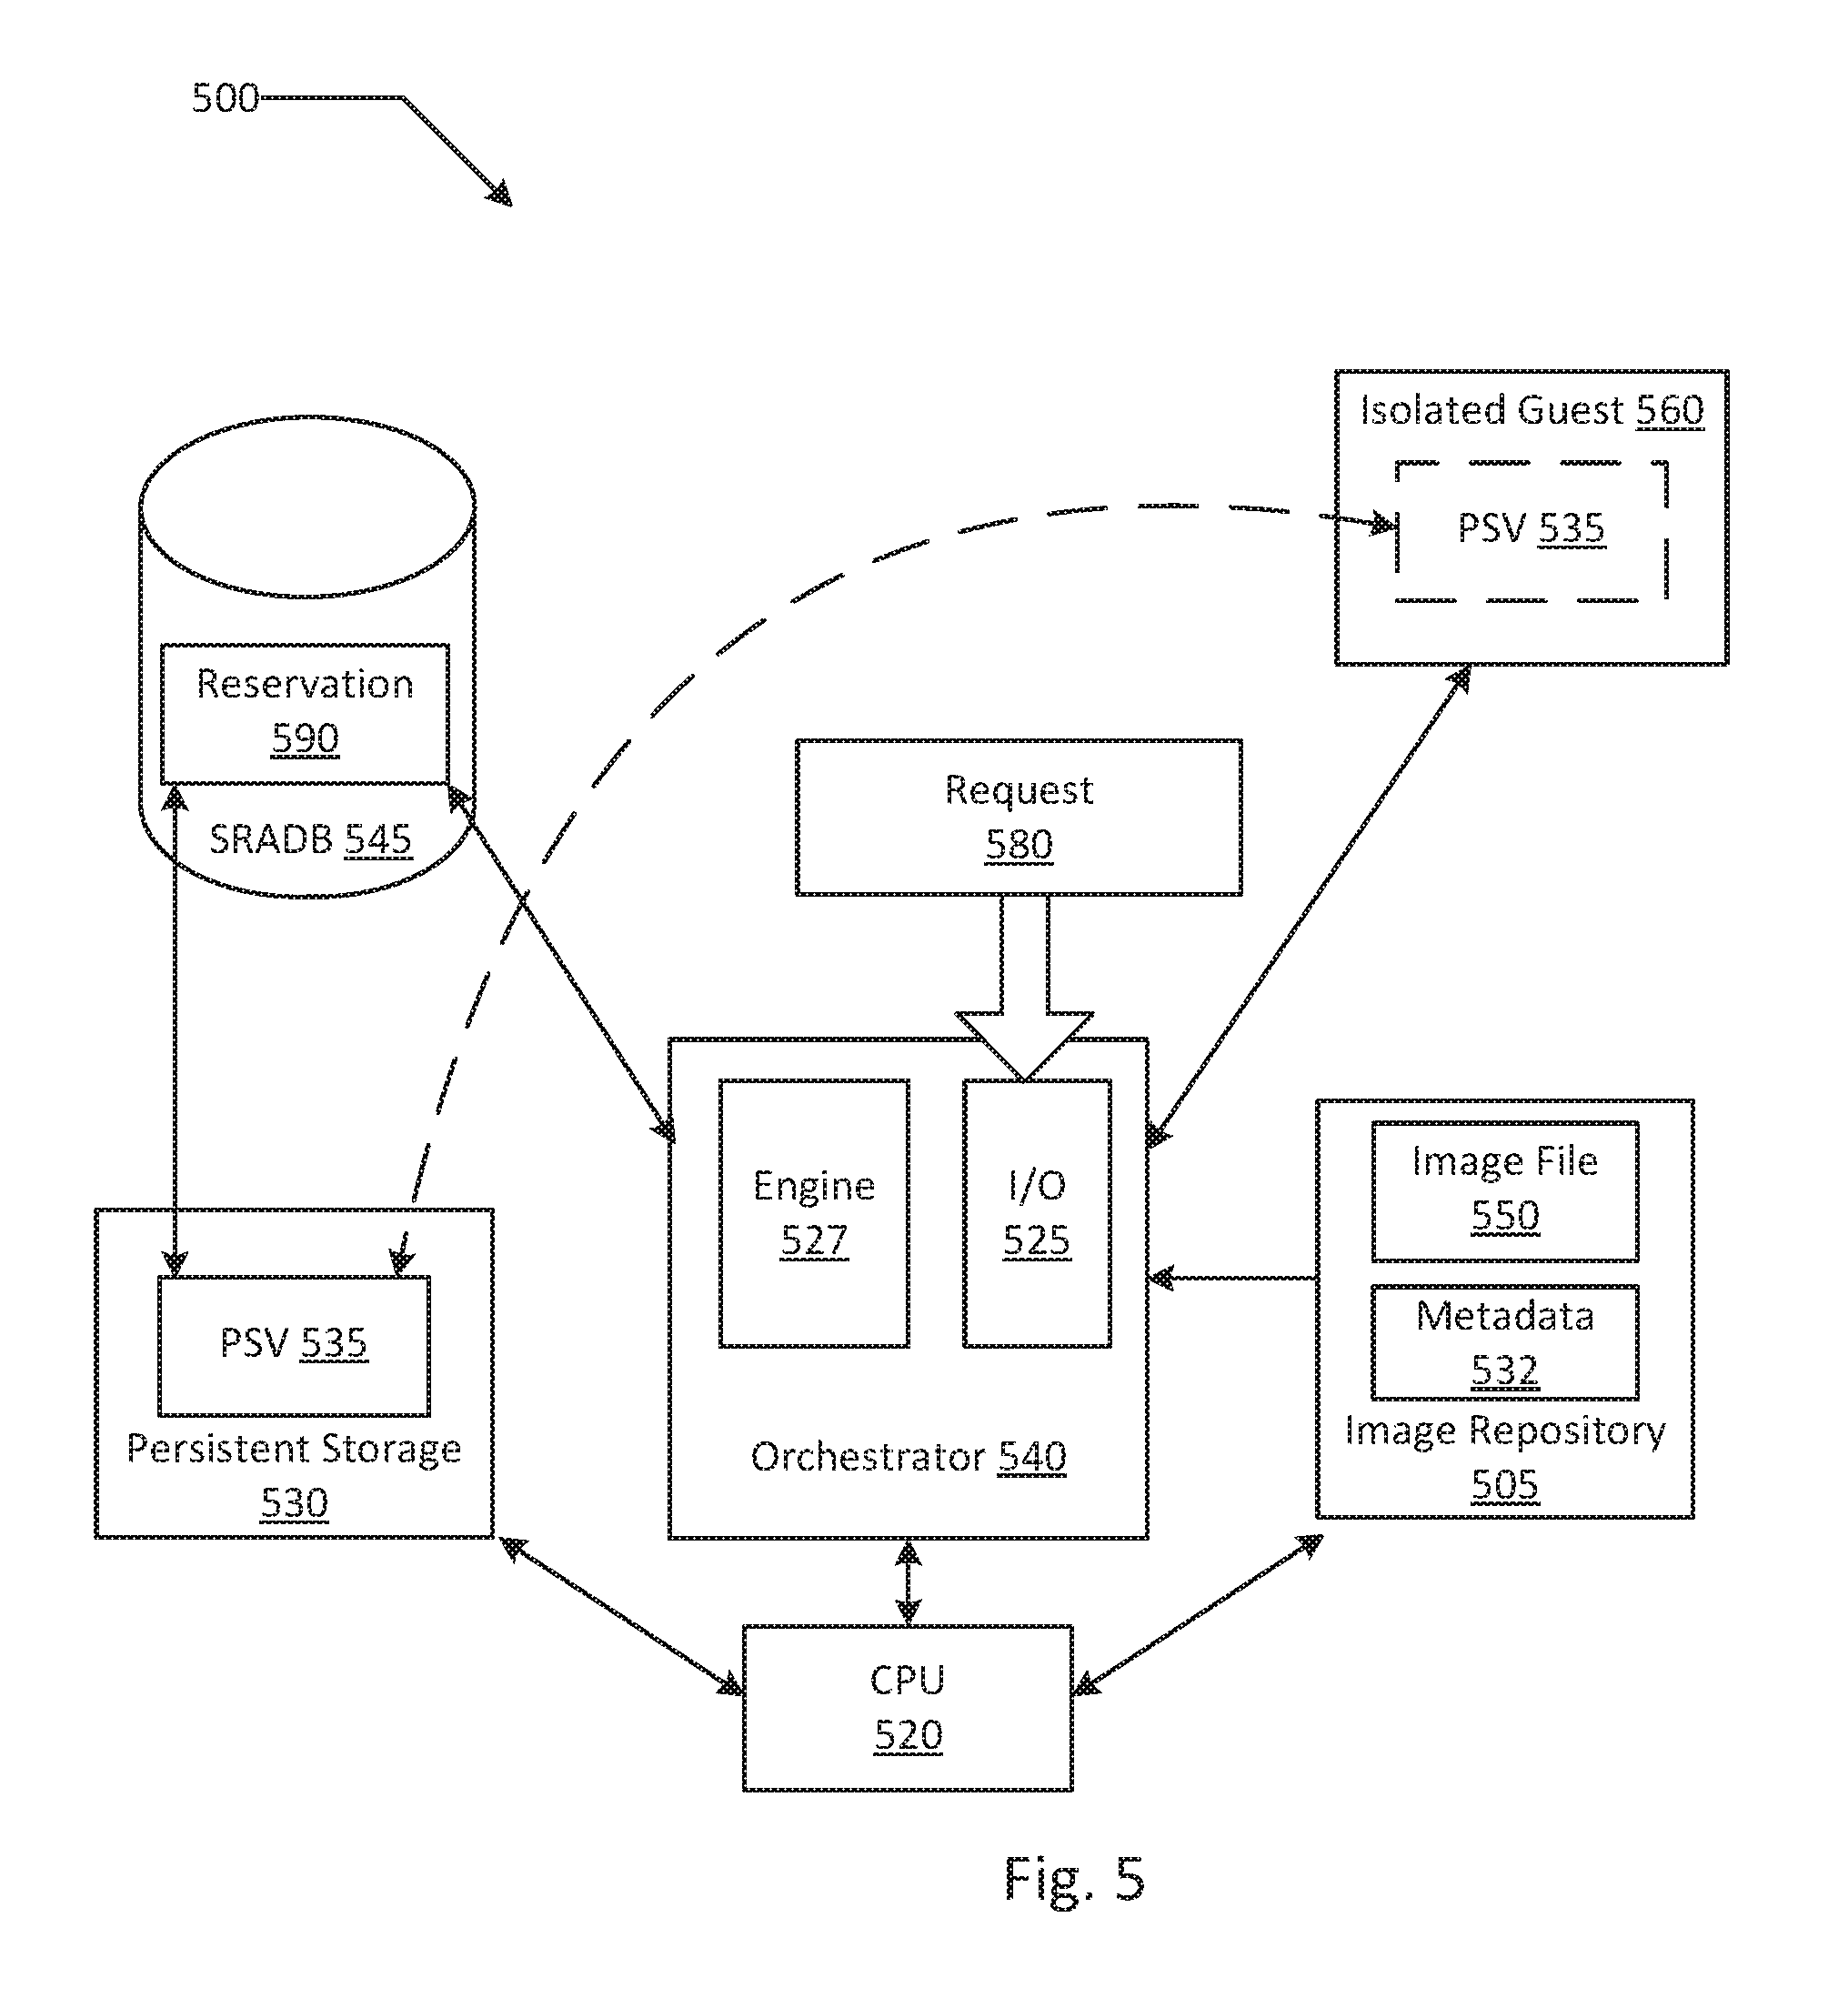 500
Isolated Guest 560
PSV 535
Reservation
590
SRADB 545
Request
580
Engine
527
I/O
525
Orchestrator 540
Image File
550
Metadata
532
Image Repository
505
PSV 535
Persistent Storage
530
CPU
520
Fig. 5